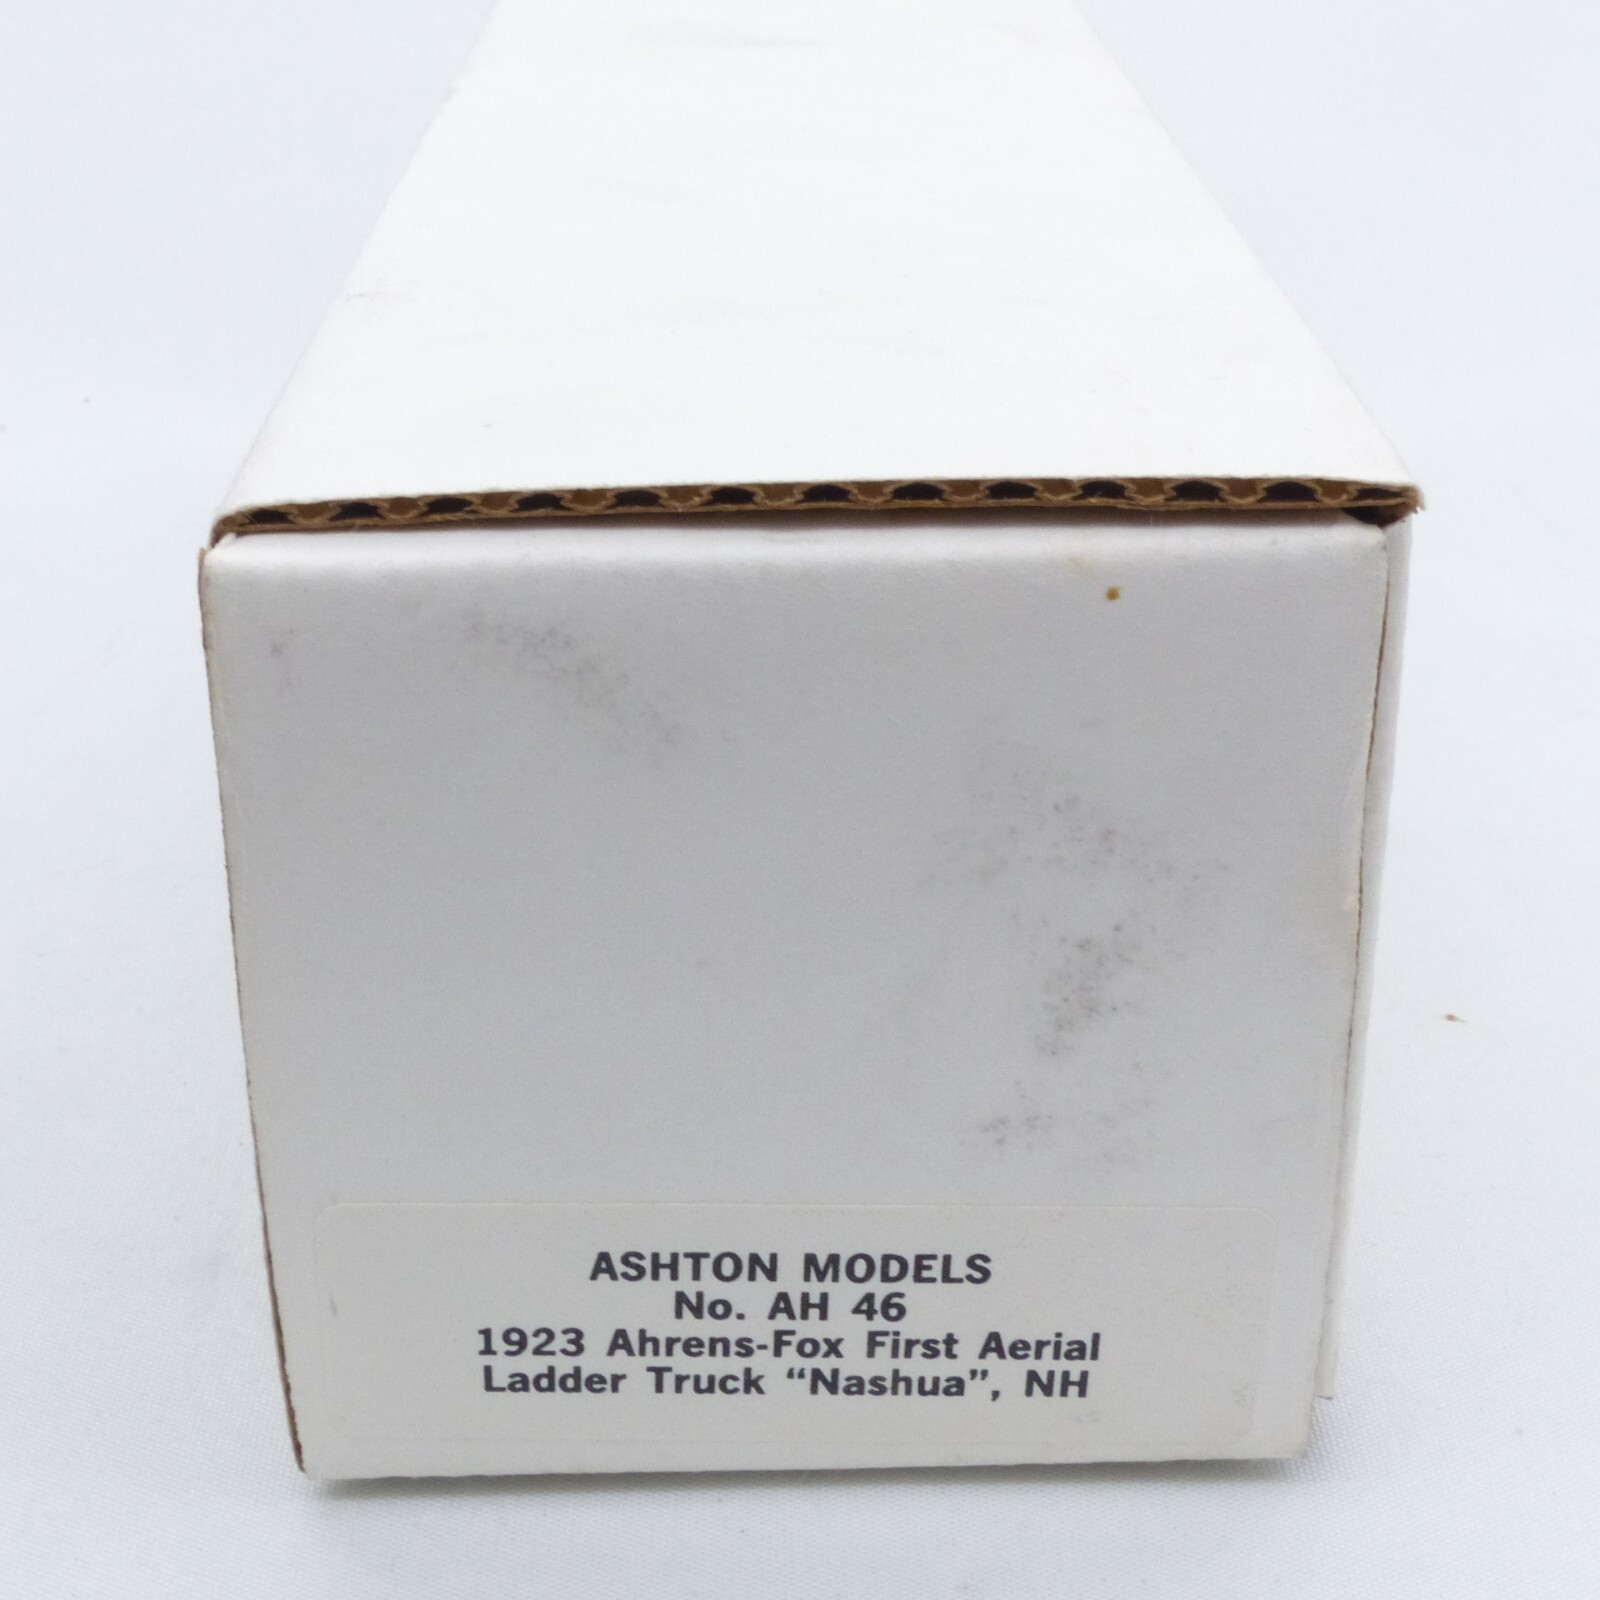 ASHTON MODELS
No. AH 46
1923 Ahrens-Fox First Aerial
Ladder Truck “Nashua”, NH